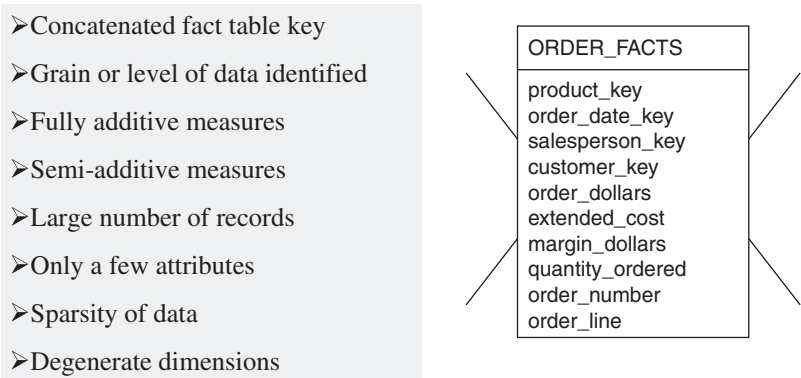 ➢Concatenated fact table key
➢Grain or level of data identified
➢Fully additive measures
➢Semi-additive measures
➢Large number of records
➢Only a few attributes
➢Sparsity of data
➢Degenerate dimensions
ORDER_FACTS
product_key
order_date_key
salesperson_key
customer_key
order_dollars
extended_cost
margin_dollars
quantity_ordered
order_number
order_line